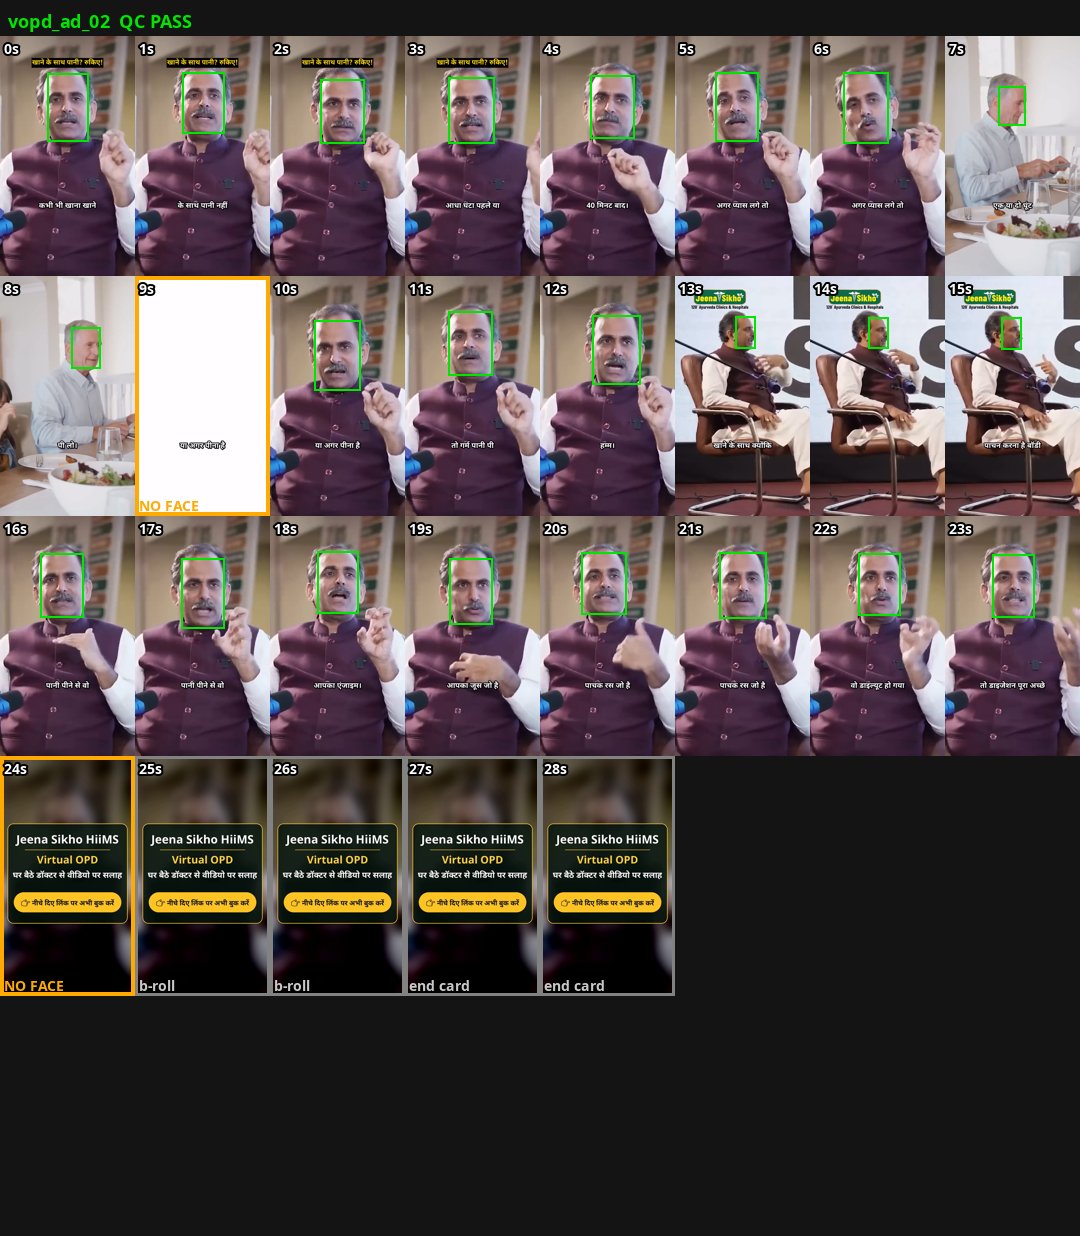 vopd_ad_02 QC PASS
0s
1s
2s
3s
4s
5s
6s
7s
खाने के साथ पानी? रुकिए!
खाने के साथ पानी? रुकिए!
खाने के साथ पानी? रुकिए!
खाने के साथ पानी? रुकिए!
कभी भी खाना खाने
के साथ पानी नहीं
आधा घंटा पहले या
40 मिनट बाद।
अगर प्यास लगे तो
अगर प्यास लगे तो
एक या दो घूंट
8s
9s
10s
11s
12s
13s
14s
15s
Jeena Sikho
Jeena Sikho
Jeena Sikho
पी लो।
या अगर पीना है
या अगर पीना है
तो गर्म पानी पी
हम्म।
खाने के साथ क्योंकि
पाचन करना है बॉडी
NO FACE
16s
17s
18s
19s
20s
21s
22s
23s
पानी पीने से वो
पानी पीने से वो
आपका एंजाइम।
आपका जूस जो है
पाचक रस जो है
पाचक रस जो है
वो डाइल्यूट हो गया
तो डाइजेशन पूरा अच्छे
24s
25s
26s
27s
28s
Jeena Sikho HiiMS
Virtual OPD
घर बैठे डॉक्टर से वीडियो पर सलाह
👉 नीचे दिए लिंक पर अभी बुक करें
Jeena Sikho HiiMS
Virtual OPD
घर बैठे डॉक्टर से वीडियो पर सलाह
👉 नीचे दिए लिंक पर अभी बुक करें
Jeena Sikho HiiMS
Virtual OPD
घर बैठे डॉक्टर से वीडियो पर सलाह
👉 नीचे दिए लिंक पर अभी बुक करें
Jeena Sikho HiiMS
Virtual OPD
घर बैठे डॉक्टर से वीडियो पर सलाह
👉 नीचे दिए लिंक पर अभी बुक करें
Jeena Sikho HiiMS
Virtual OPD
घर बैठे डॉक्टर से वीडियो पर सलाह
👉 नीचे दिए लिंक पर अभी बुक करें
NO FACE
b-roll
b-roll
end card
end card